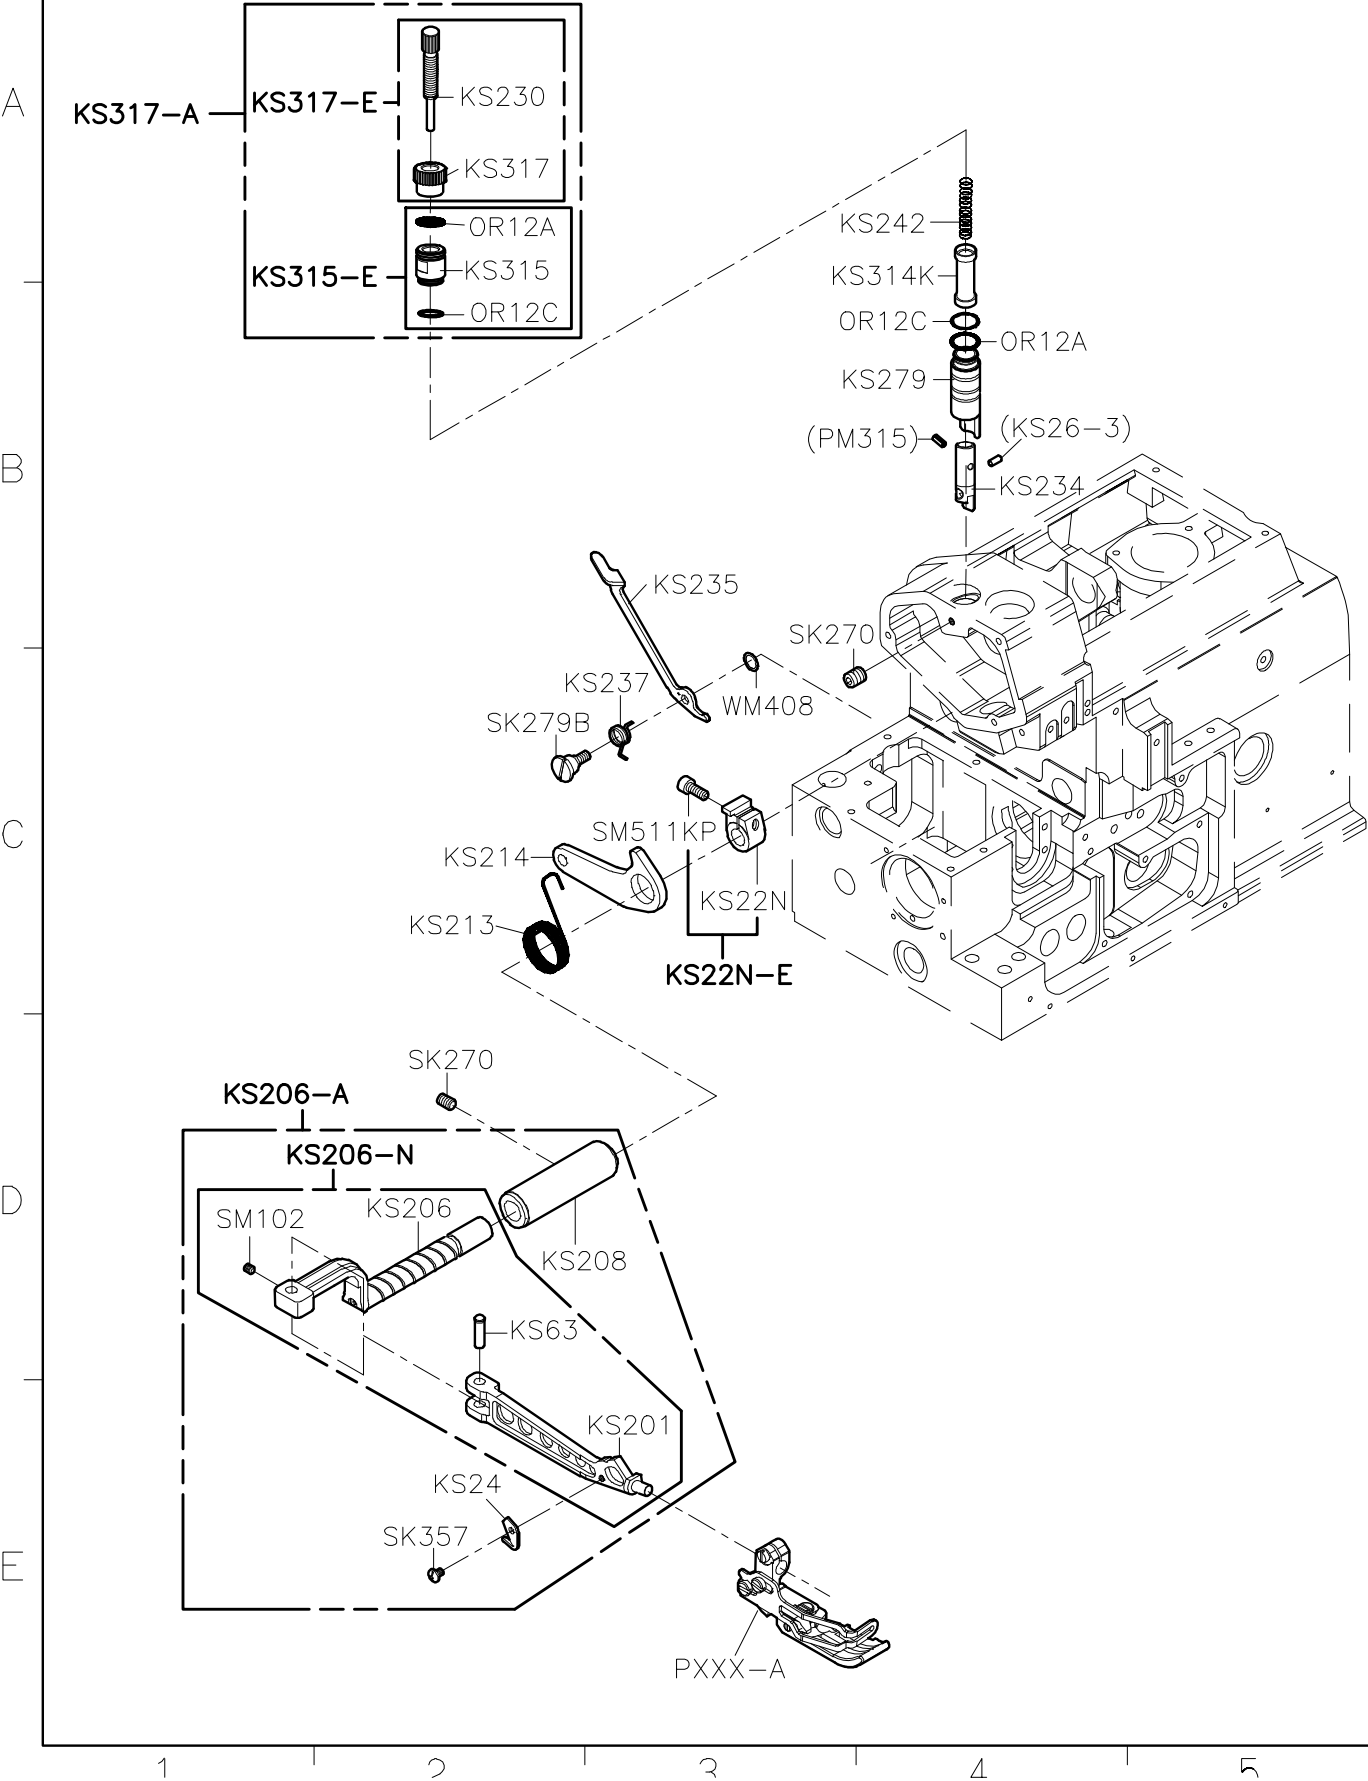 A
KS317-A
KS317-E
KS230
KS317
OR12A
KS315-E
KS315
OR12C
KS242
KS314K
OR12C
OR12A
KS279
(PM315)
(KS26-3)
KS234
B
KS235
SK270
KS237
WM408
SK279B
C
SM511KP
KS214
KS22N
KS213
KS22N-E
SK270
KS206-A
KS206-N
D
KS206
SM102
KS208
KS63
KS201
KS24
SK357
E
PXXX-A
1 2 3 4 5